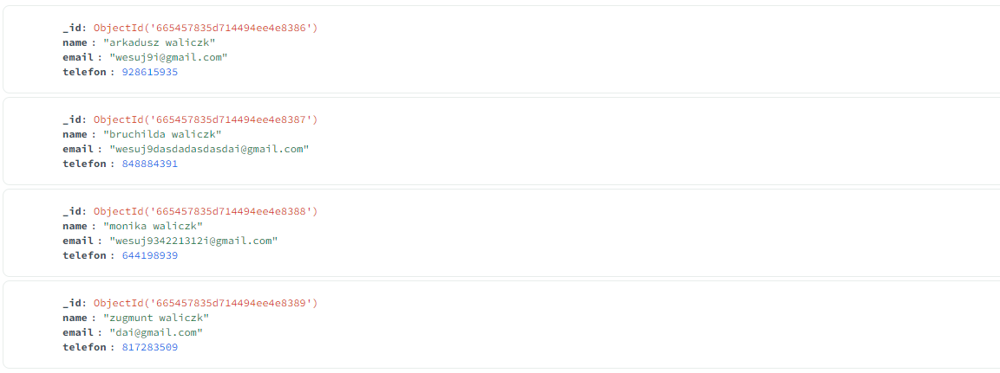 _id: ObjectId('665457835d714494ee4e8386')
name : "arkadusz waliczk"
email : "wesuj9i@gmail.com"
telefon : 928615935
_id: ObjectId('665457835d714494ee4e8387')
name : "bruchilda waliczk"
email : "wesuj9dasdadasdasdai@gmail.com"
telefon : 848884391
_id: ObjectId('665457835d714494ee4e8388')
name : "monika waliczk"
email : "wesuj934221312i@gmail.com"
telefon : 644198939
_id: ObjectId('665457835d714494ee4e8389')
name : "zugmunt waliczk"
email : "dai@gmail.com"
telefon : 817283509